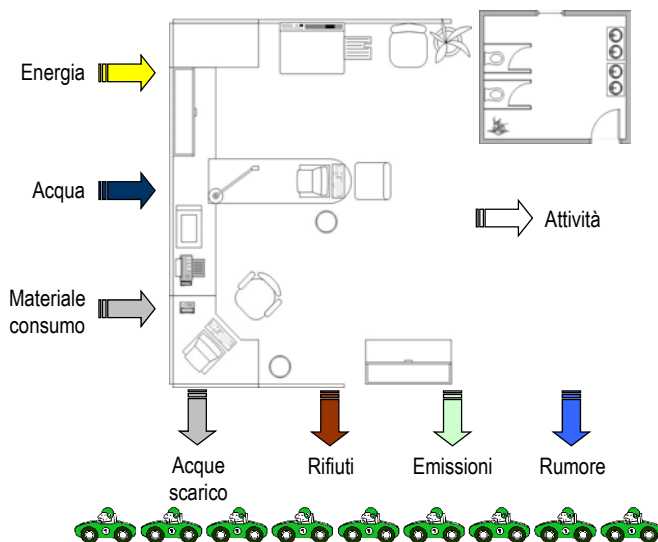 Energia
Acqua
Attività
Materiale
consumo
Acque
scarico
Rifiuti
Emissioni
Rumore